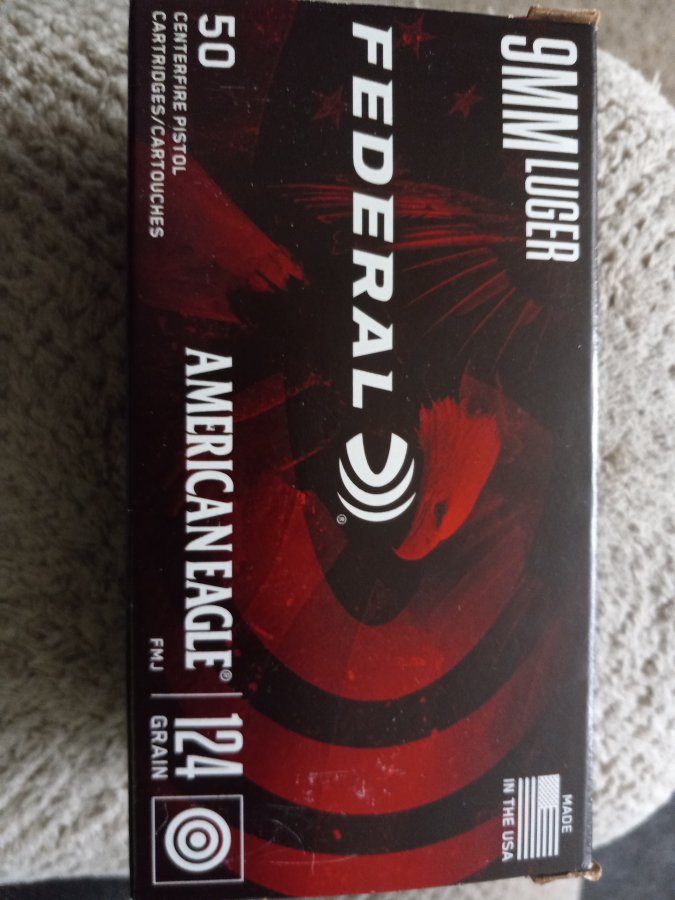 9MM LUGER
FEDERAL
®
50
CENTERFIRE PISTOL
CARTRIDGES/CARTOUCHES
AMERICAN EAGLE®
FMJ
124
GRAIN
MADE
IN THE USA